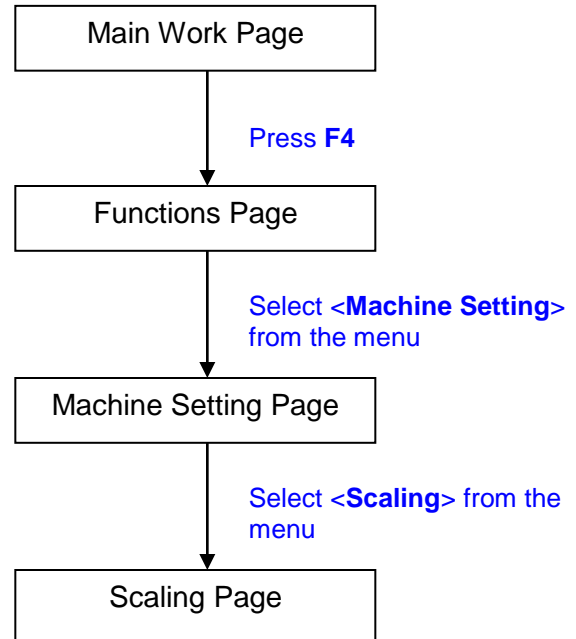 Main Work Page
Press F4
Functions Page
Select <Machine Setting>
from the menu
Machine Setting Page
Select <Scaling> from the
menu
Scaling Page